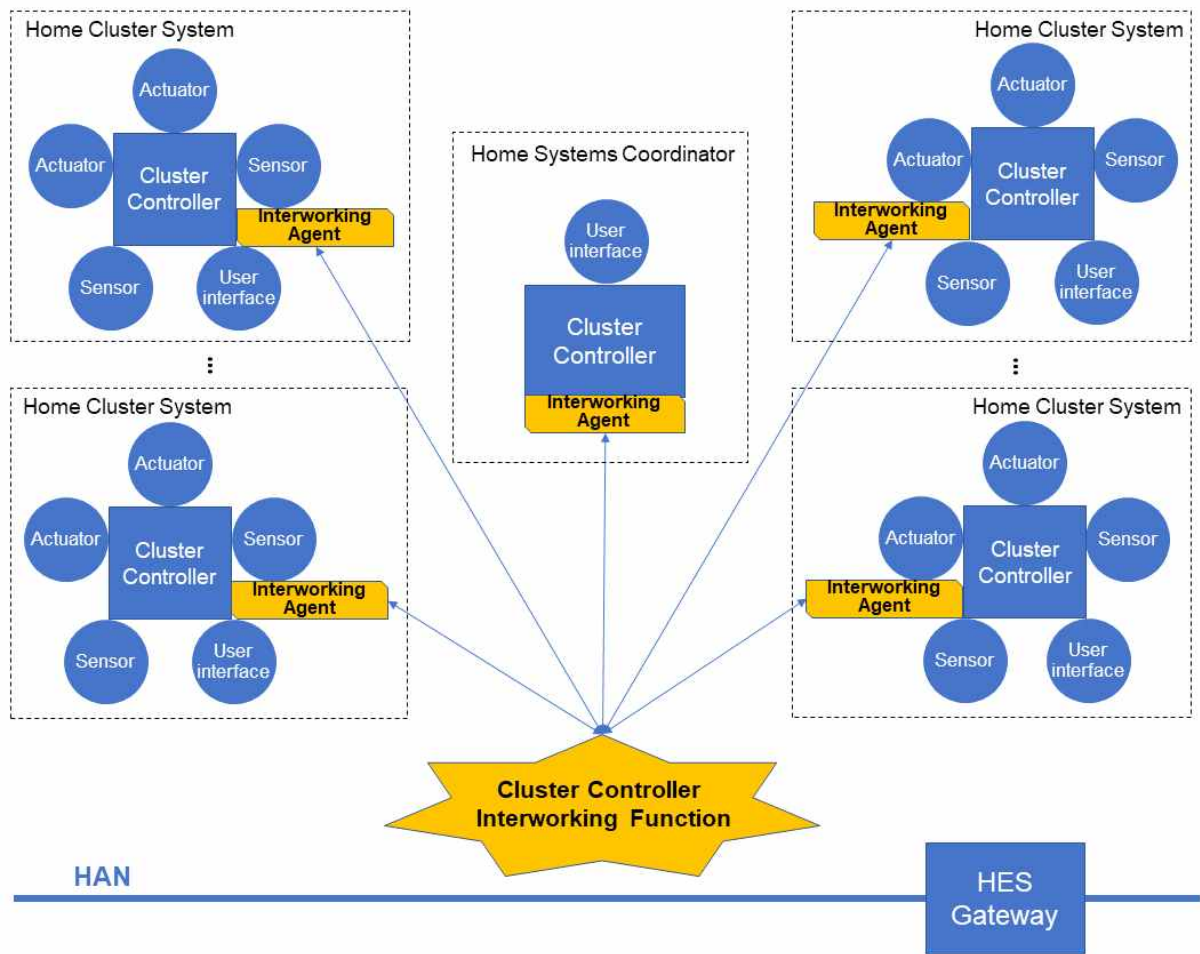 Home Cluster System
Actuator
Actuator
Sensor
Cluster
Controller
Interworking
Agent
Sensor
User
interface
Home Systems Coordinator
User
interface
Cluster
Controller
Interworking
Agent
Home Cluster System
Actuator
Actuator
Sensor
Cluster
Controller
Interworking
Agent
Sensor
User
interface
...
...
Home Cluster System
Actuator
Actuator
Sensor
Cluster
Controller
Interworking
Agent
Sensor
User
interface
Home Cluster System
Actuator
Actuator
Sensor
Cluster
Controller
Interworking
Agent
Sensor
User
interface
Cluster Controller
Interworking Function
HAN
HES
Gateway